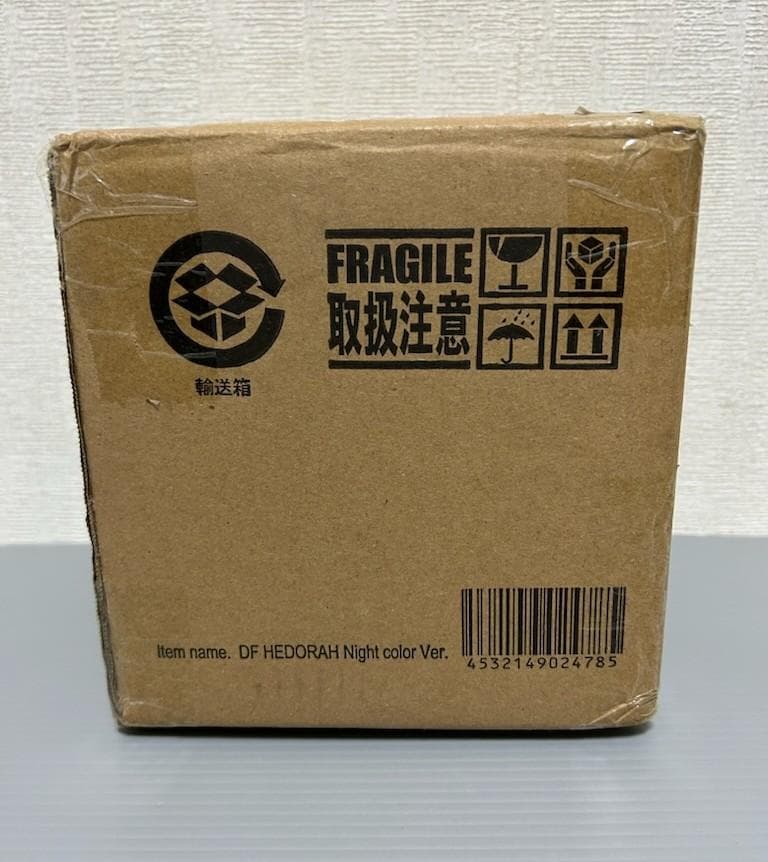 FRAGILE
取扱注意
輸送箱
Item name. DF HEDORAH Night color Ver.
4532149024785